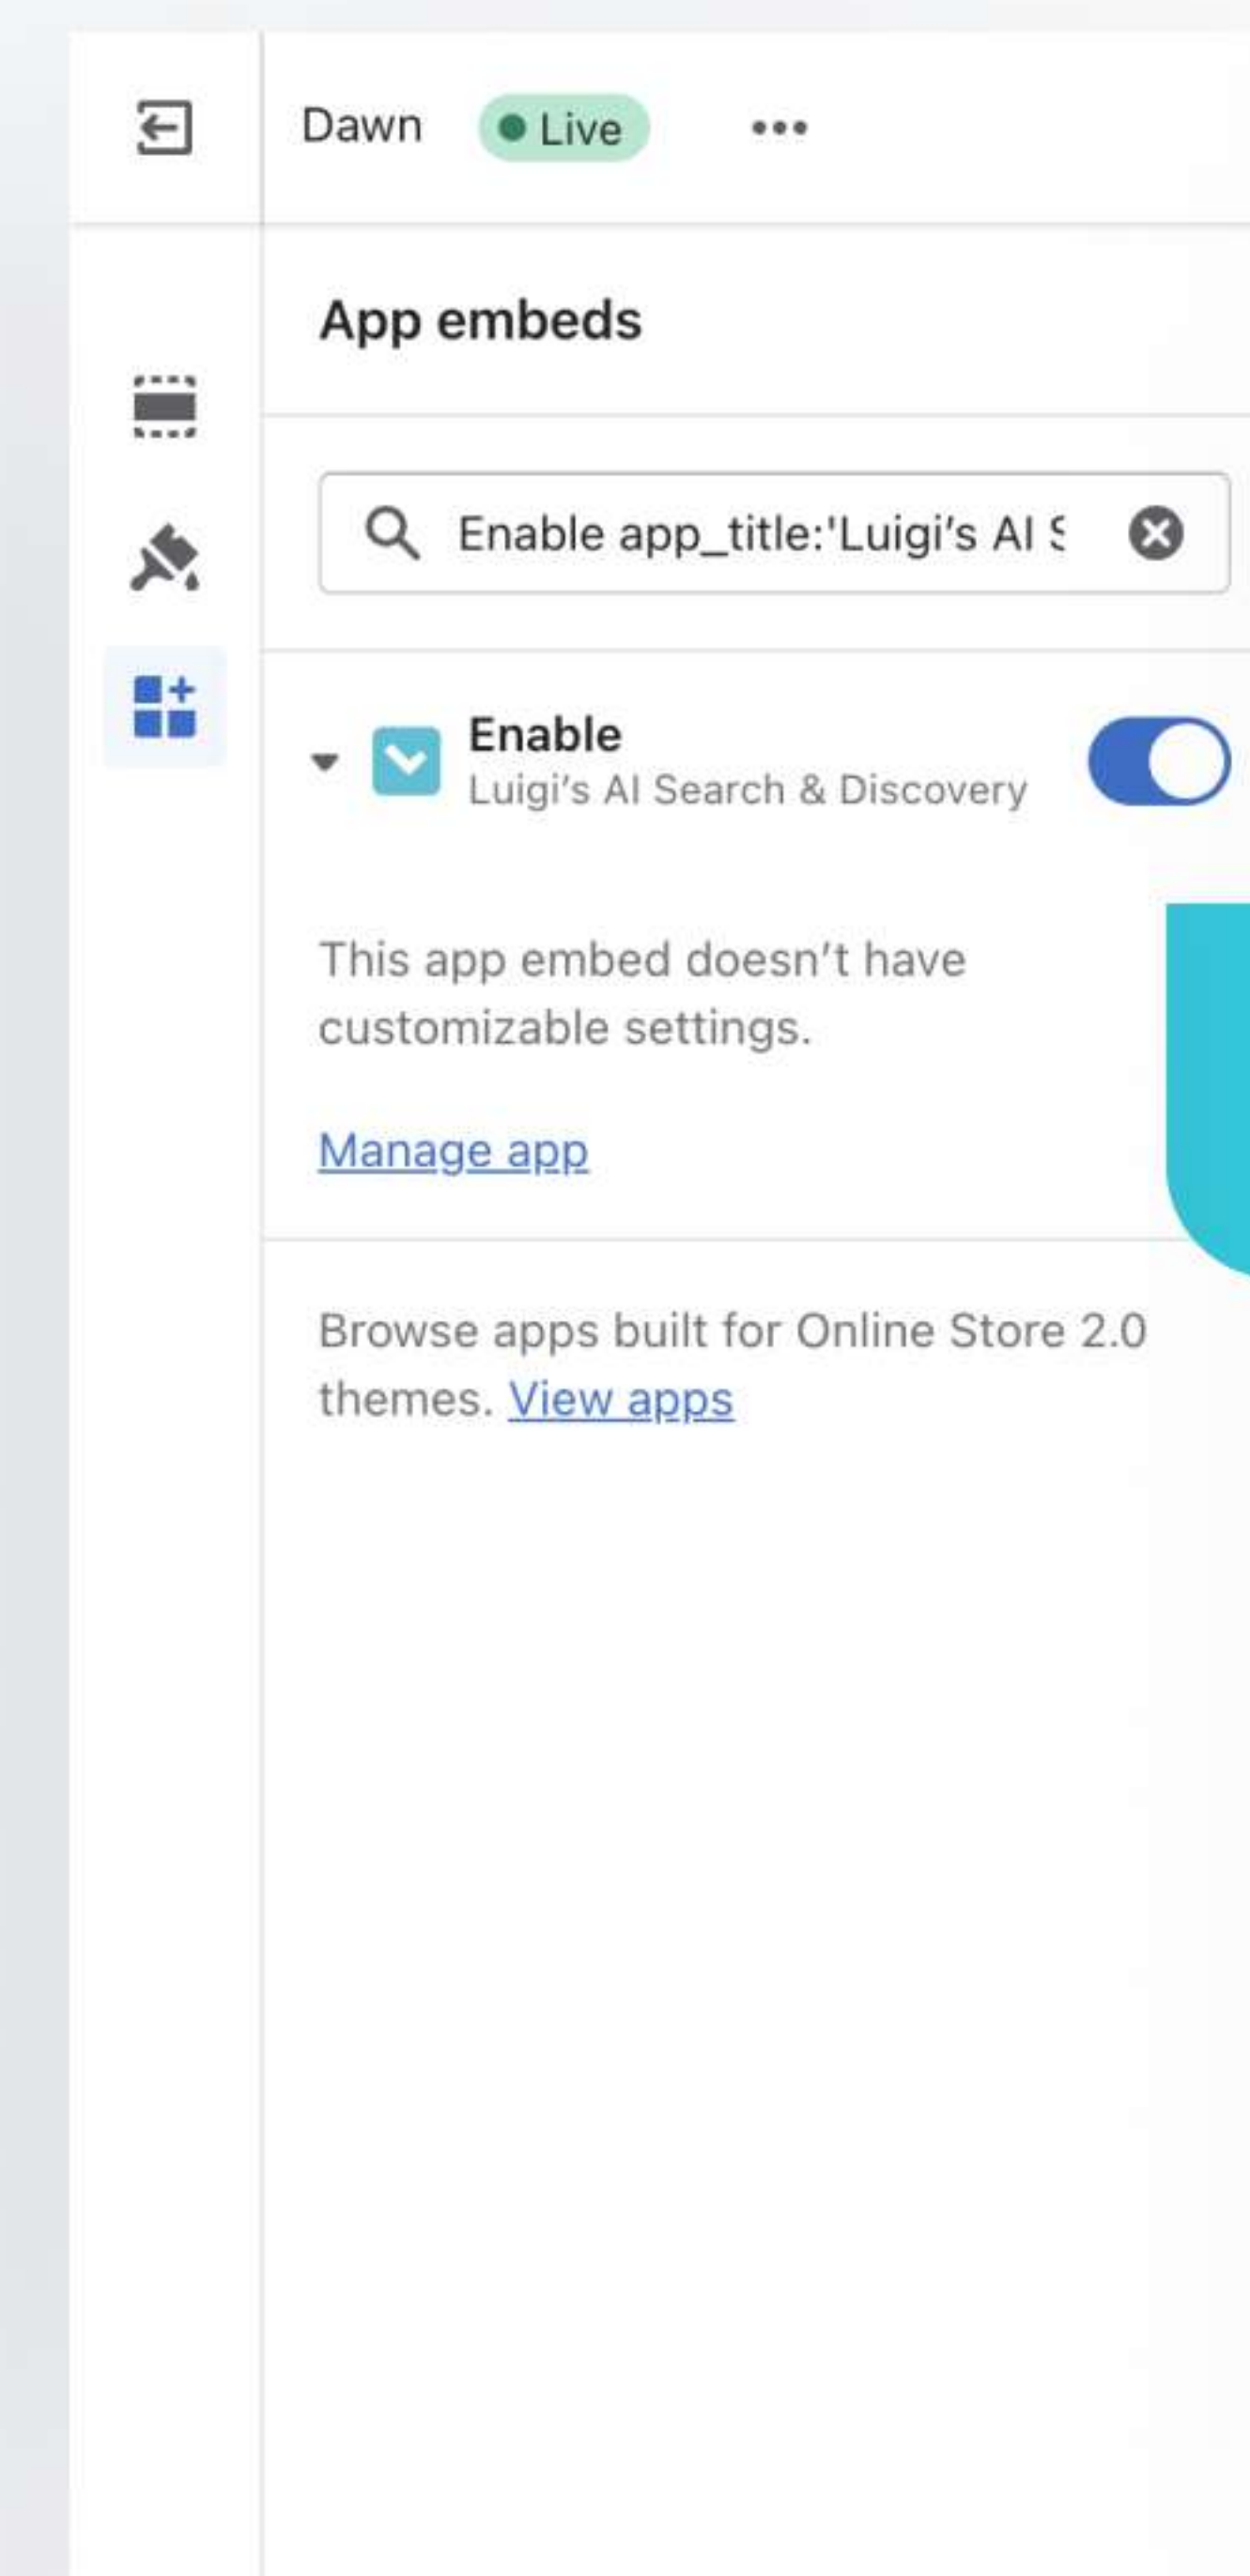 Dawn
Live
App embeds
Enable app_title:'Luigi’s AI
Enable
Luigi’s AI Search & Discovery
This app embed doesn’t have
customizable settings.
Manage app
Browse apps built for Online Store 2.0
themes. View apps